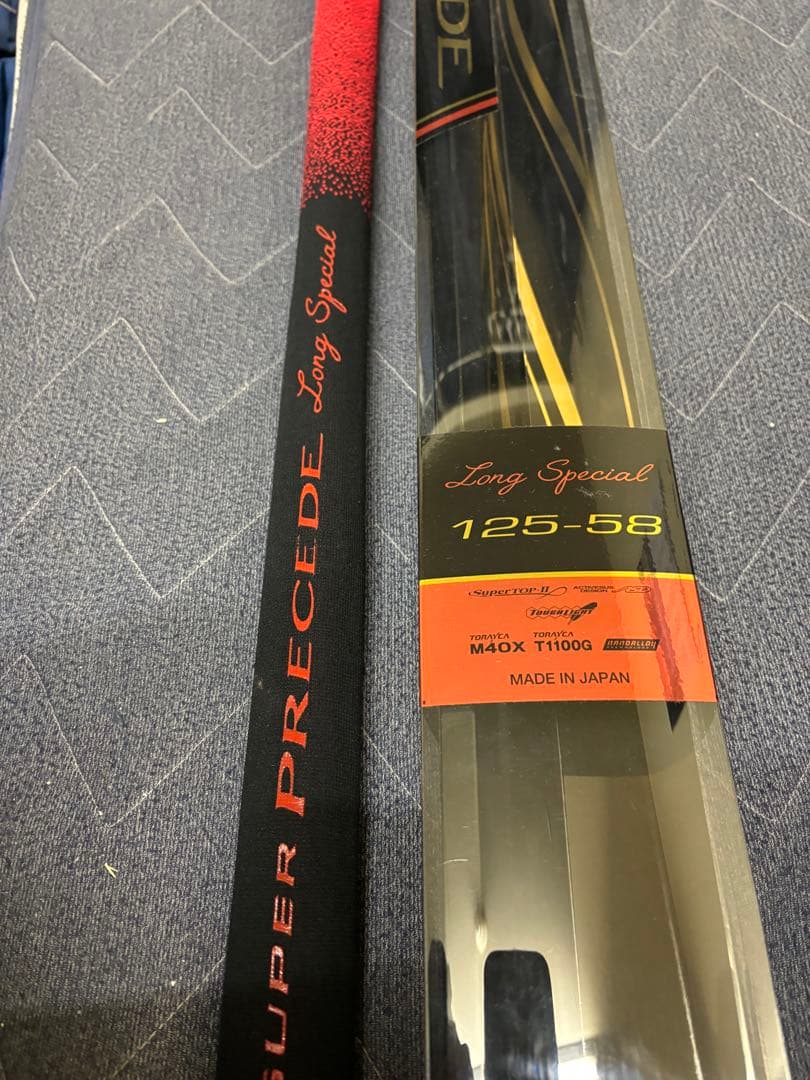 SUPER PRECEDE Long Special
DE
Long Special
125-58
SuperTOP-II
TOUGHLIGHT
TORAYCA TORAYCA
M40X T1100G NANOALLOY
MADE IN JAPAN